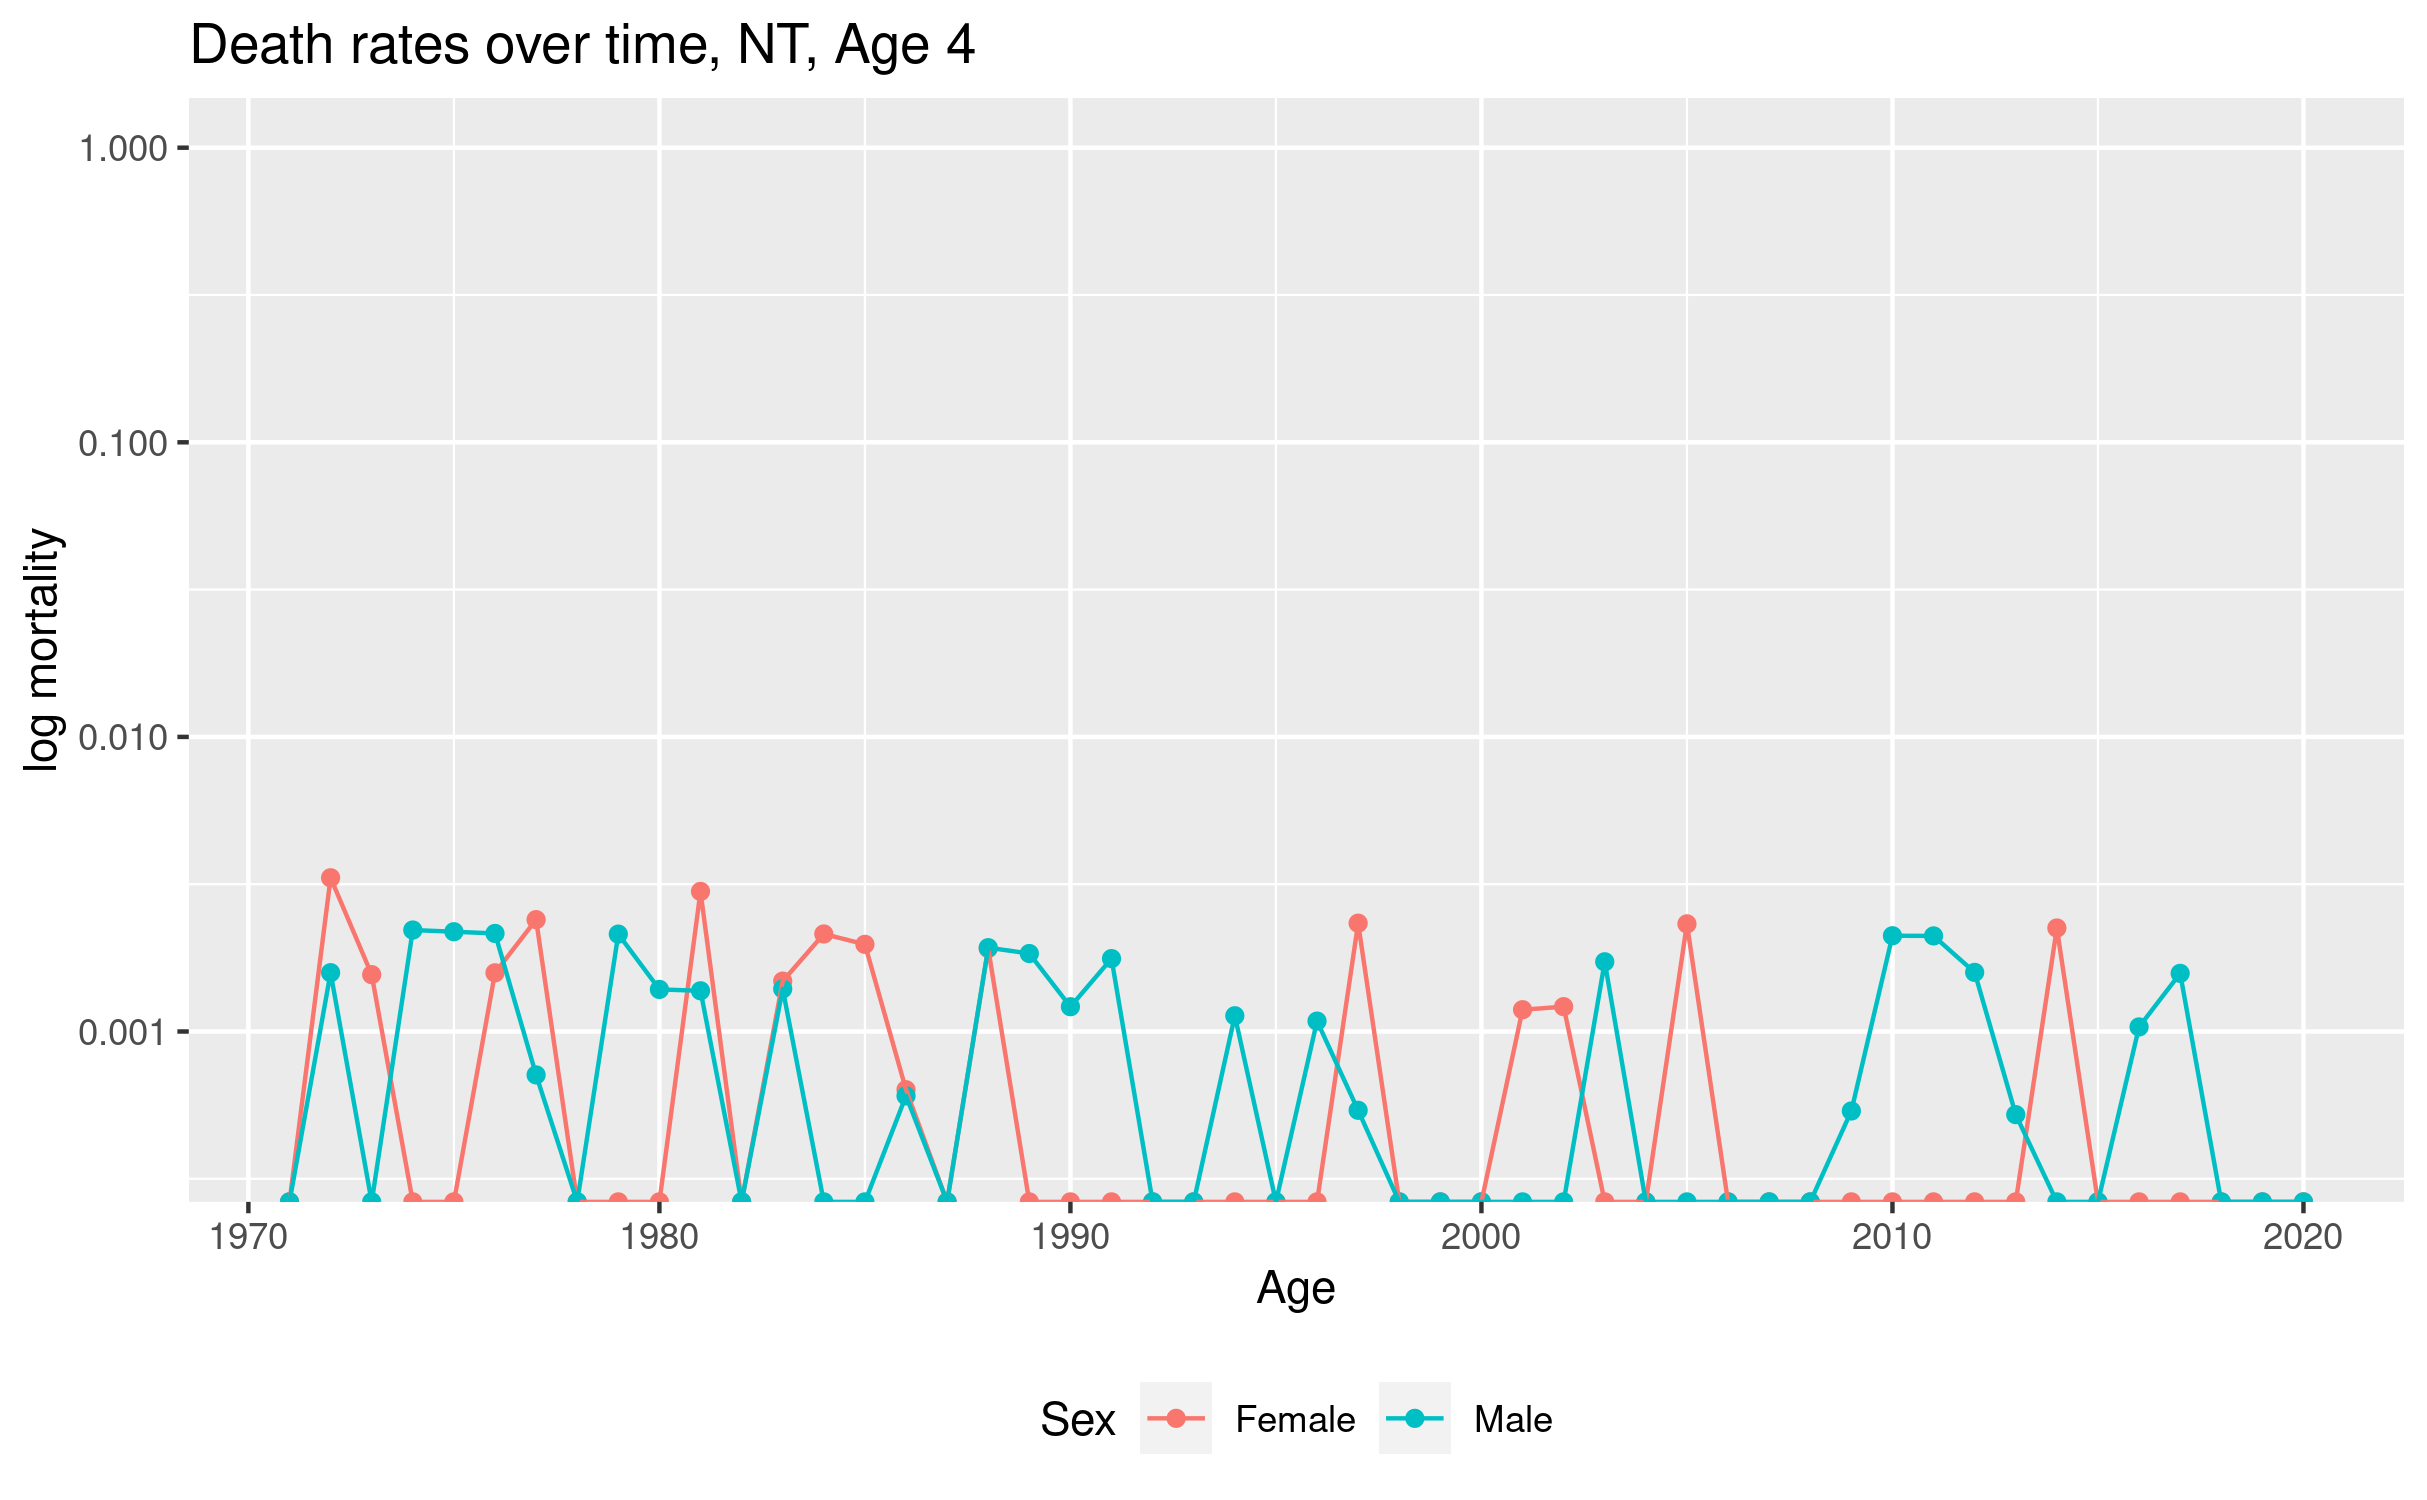 Death rates over time, NT, Age 4
log mortality
1.000
0.100
0.010
0.001
1970 1980 1990 2000 2010 2020
Age
Sex Female Male